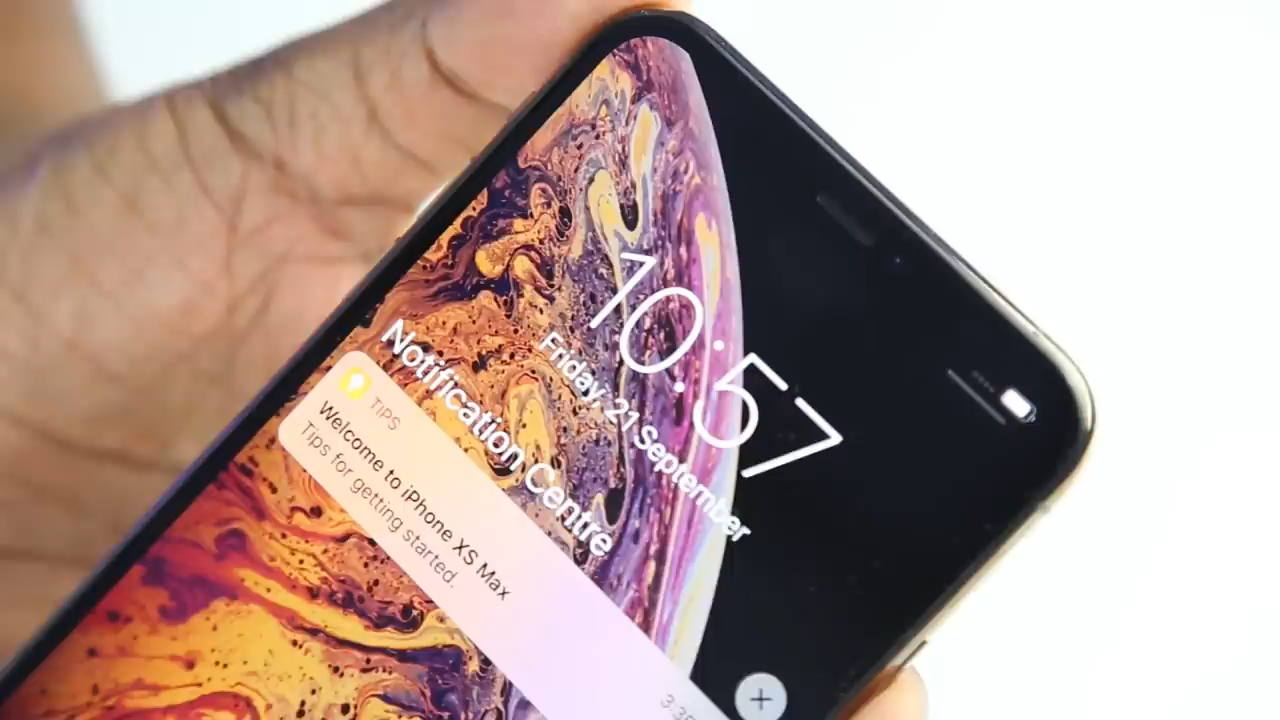 10:57
Friday, 21 September
Notification Centre
TIPS
Welcome to iPhone XS Max
Tips for getting started.